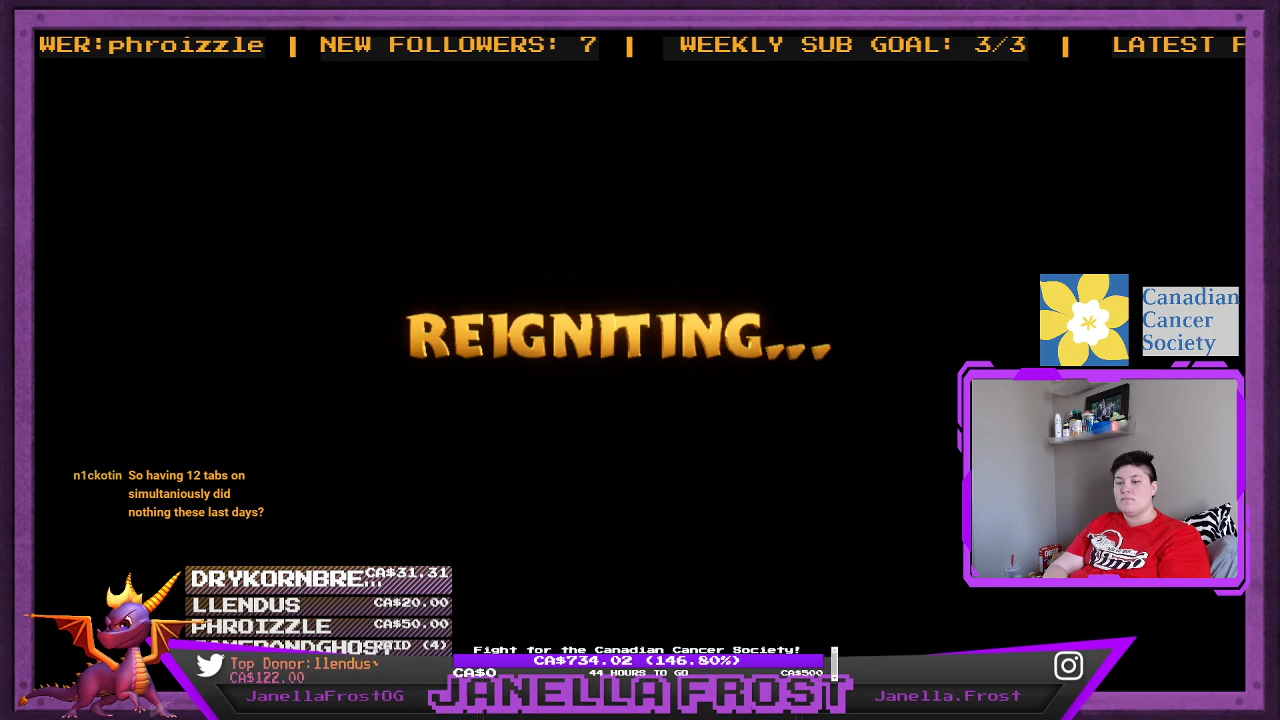 WER:phroizzle | NEW FOLLOWERS: 7 | WEEKLY SUB GOAL: 3/3 | LATEST F
REIGNITING...
Canadian
Cancer
Society
n1ckotin So having 12 tabs on
simultaniously did
nothing these last days?
DRYKORNBRE... CA$31.31
LLENDUS CA$20.00
PHROIZZLE CA$50.00
RAID (4)
Fight for the Canadian Cancer Society!
CA$734.02 (146.80%)
CA$0 44 HOURS TO GO CA$500
Top Donor:llendus
CA$122.00
JanellaFrostOG
JANELLA FROST
Janella.Frost